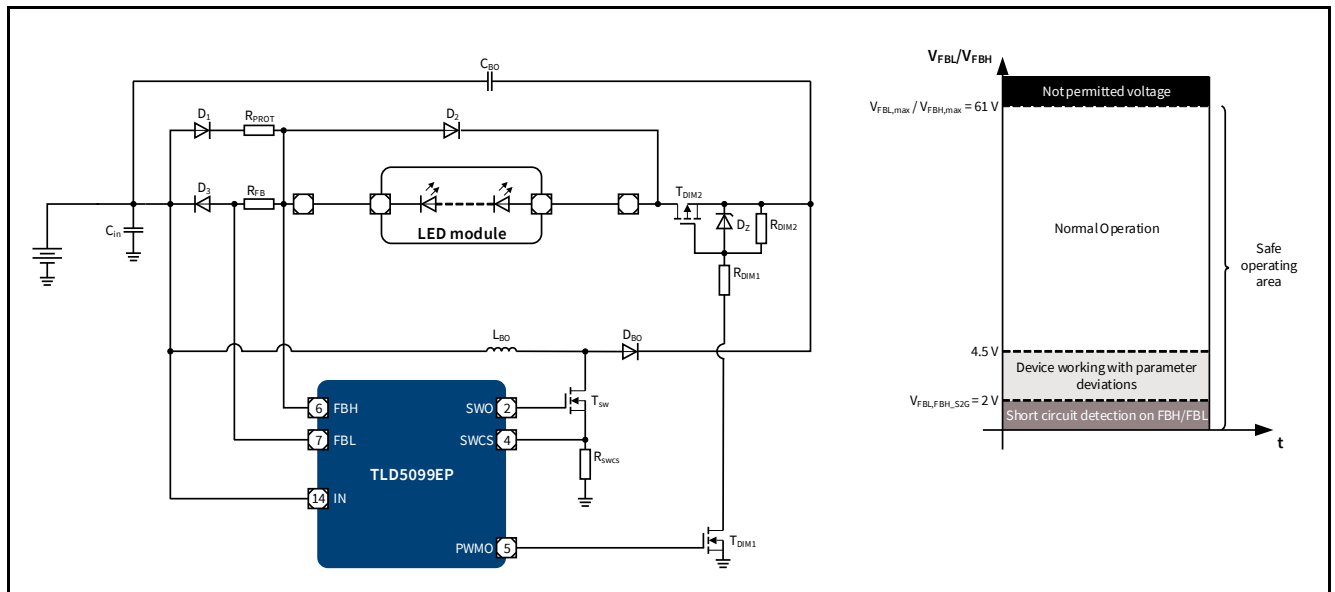 C_BO
D_1
R_PROT
D_2
D_3
R_FB
C_in
LED module
T_DIM2
D_Z
R_DIM2
R_DIM1
L_BO
D_BO
T_sw
R_swcs
T_DIM1
6 FBH
7 FBL
14 IN
SWO 2
SWCS 4
PWMO 5
TLD5099EP
V_FBL/V_FBH
Not permitted voltage
V_FBL,max / V_FBH,max = 61 V
Normal Operation
Safe
operating
area
4.5 V
Device working with parameter
deviations
V_FBL,FBH_S2G = 2 V
Short circuit detection on FBH/FBL
t